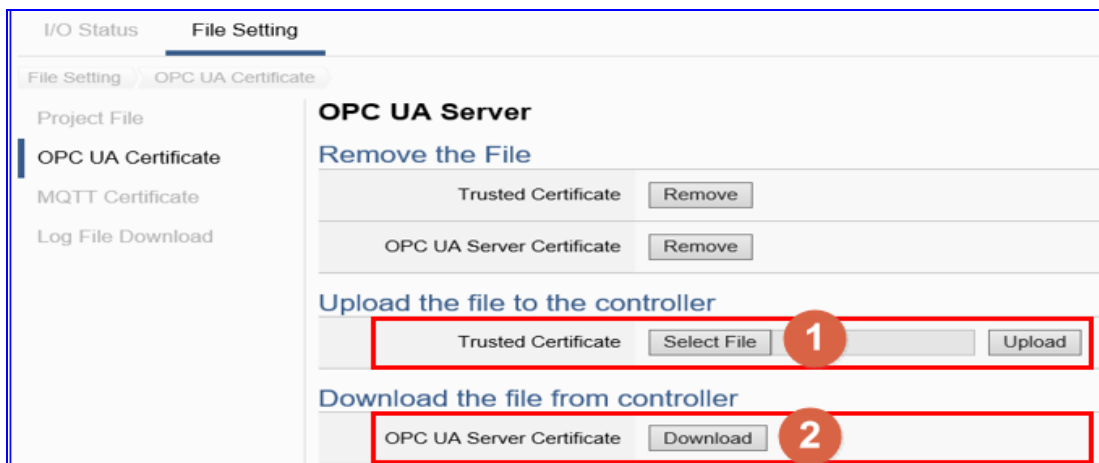 I/O Status File Setting
File Setting OPC UA Certificate
Project File
OPC UA Certificate
MQTT Certificate
Log File Download
OPC UA Server
Remove the File
Trusted Certificate Remove
OPC UA Server Certificate Remove
Upload the file to the controller
Trusted Certificate Select File 1 Upload
Download the file from controller
OPC UA Server Certificate Download 2